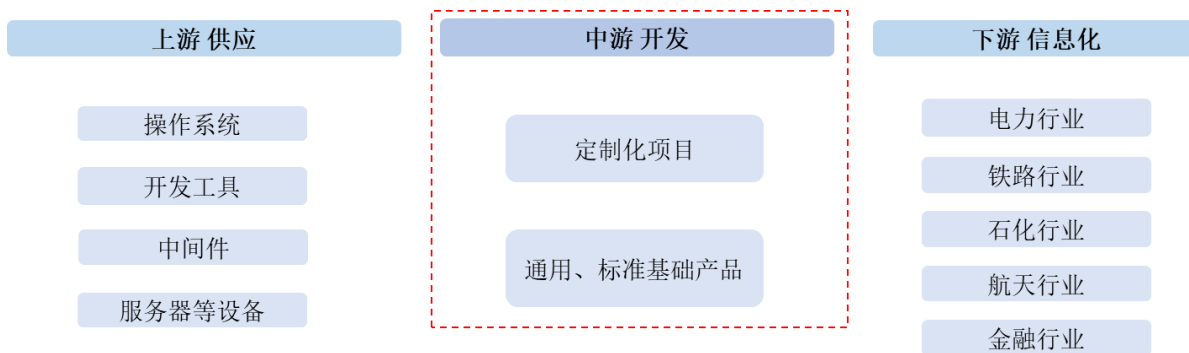 上游 供应
操作系统
开发工具
中间件
服务器等设备
中游 开发
定制化项目
通用、标准基础产品
下游 信息化
电力行业
铁路行业
石化行业
航天行业
金融行业